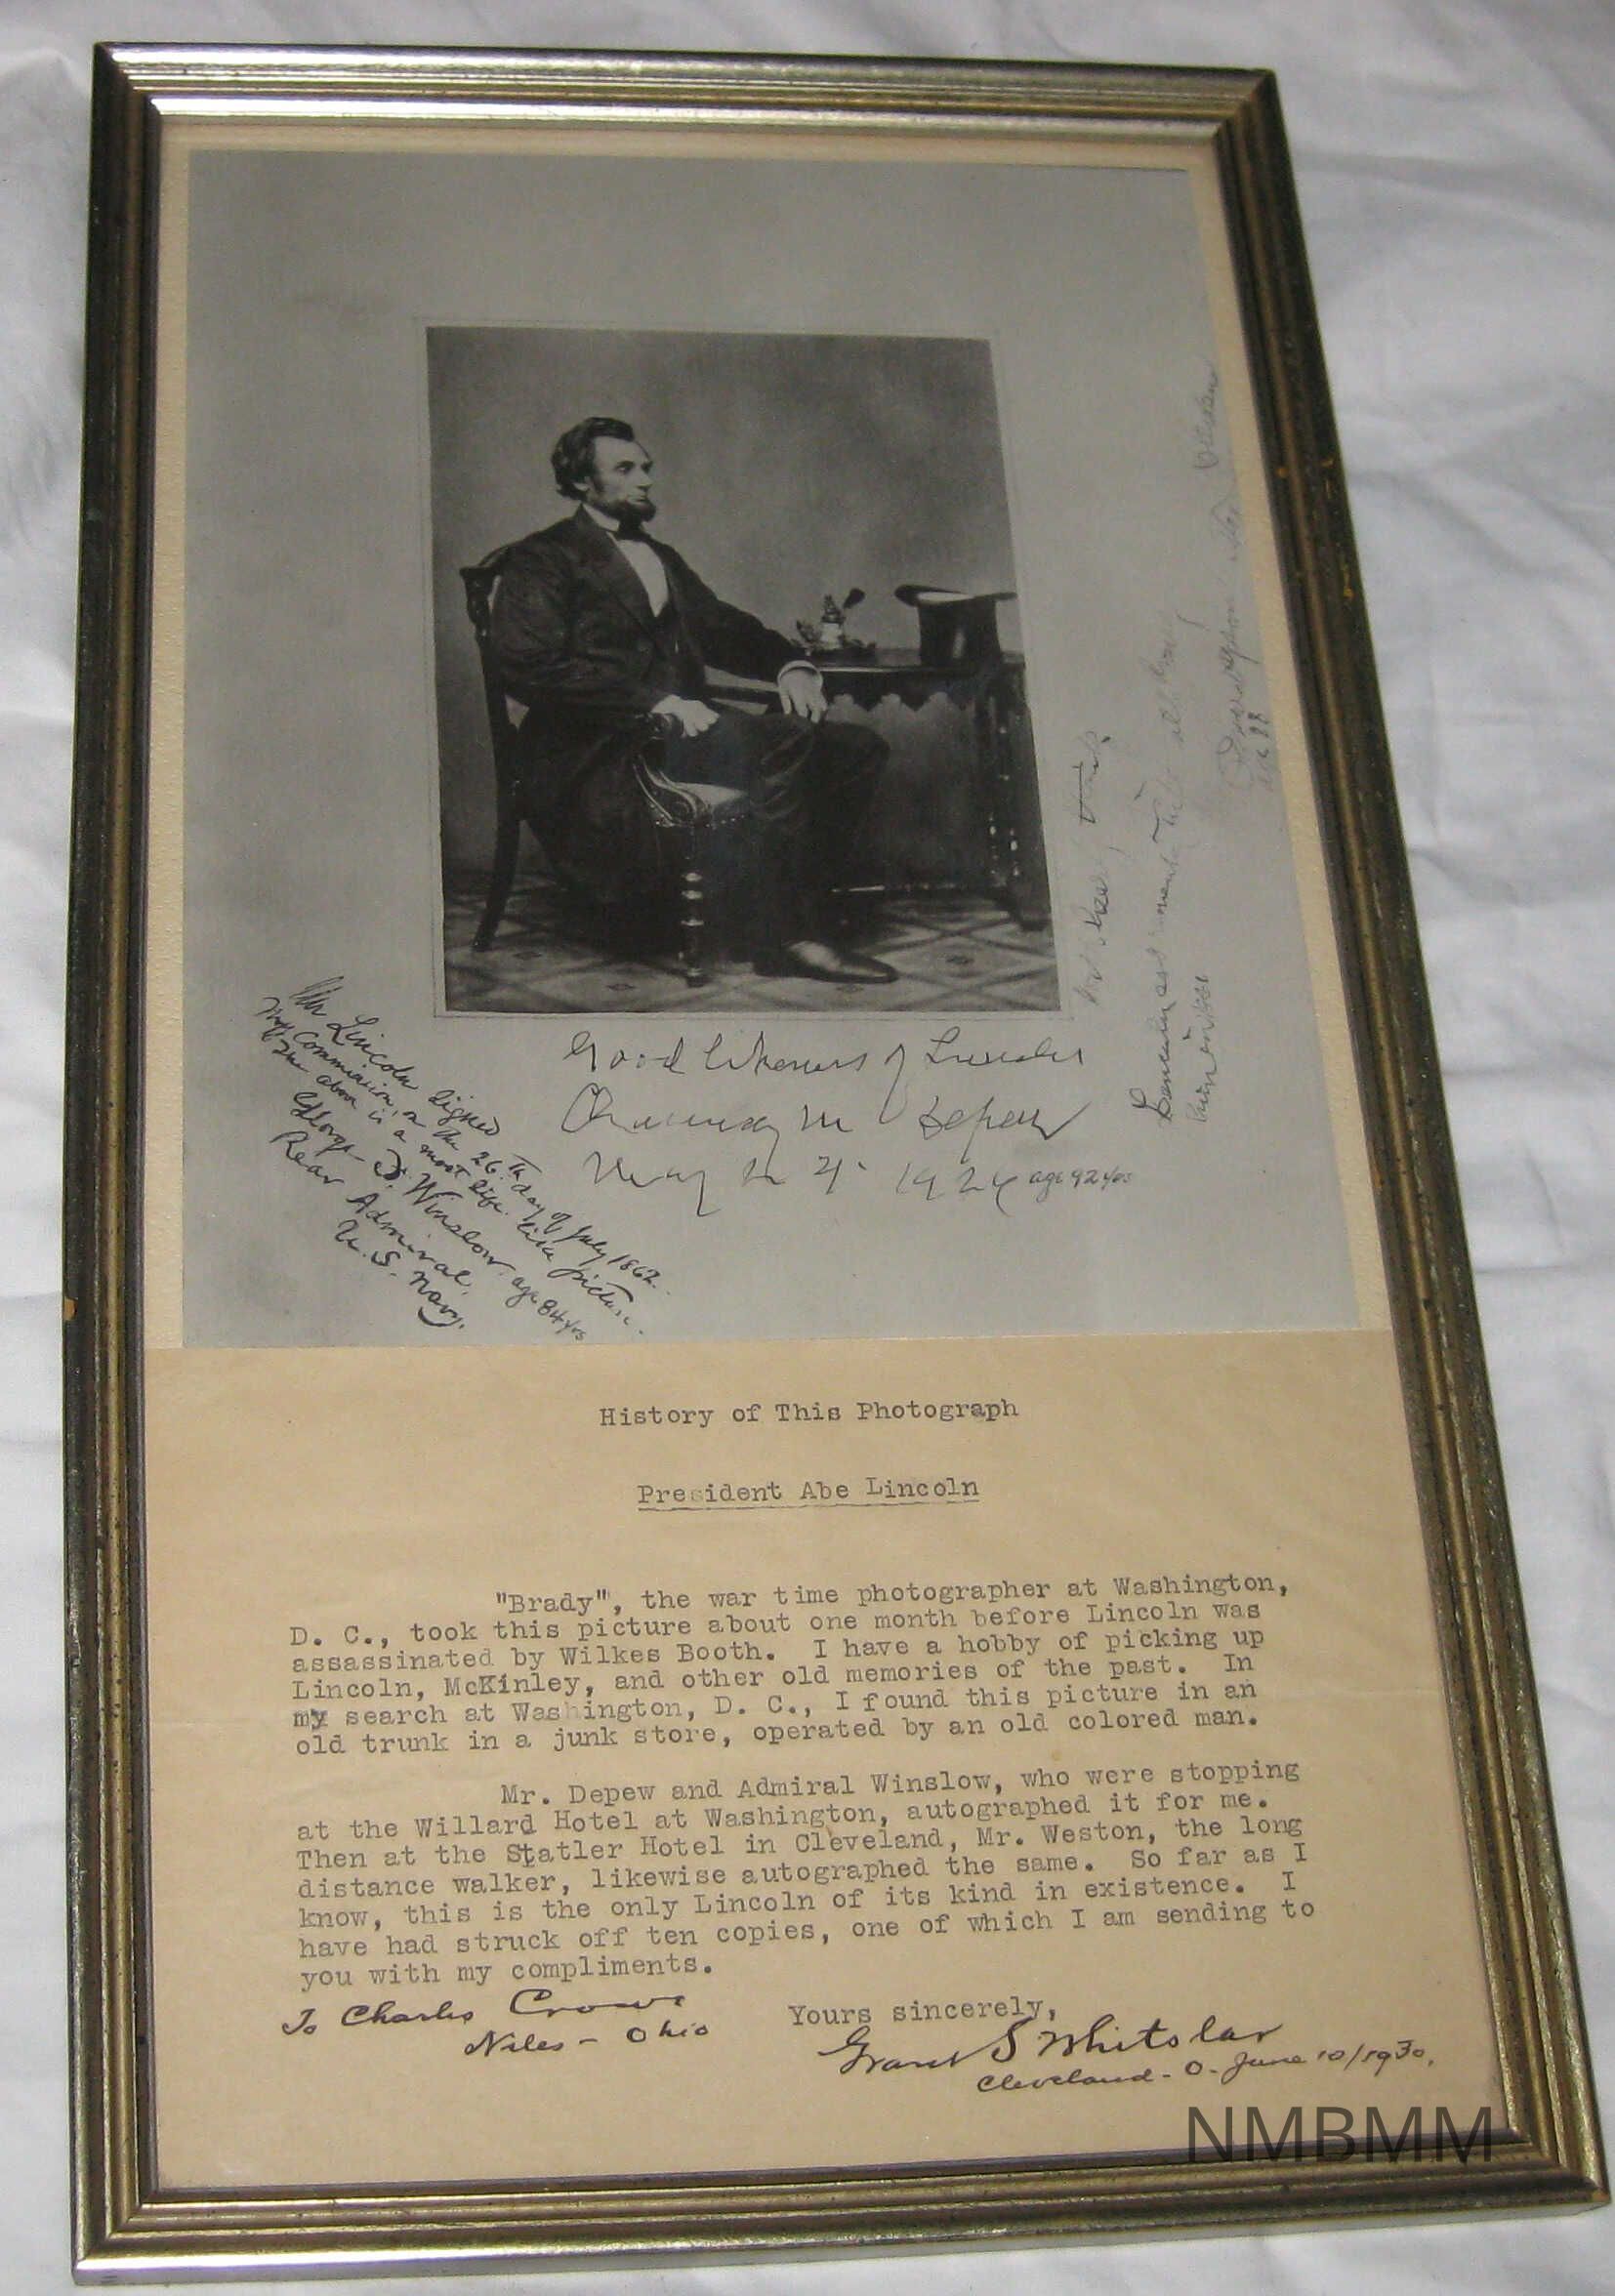 Mr Lincoln signed
my commission, on the 26th day of July 1862.
The above is a most life like picture.
George F. Winslow. age 84 yrs
Rear Admiral,
U.S. Navy.
Good likeness of Lincoln
Chauncey M Depew
May 24 1926 age 92 yrs
History of This Photograph
President Abe Lincoln
"Brady", the war time photographer at Washington,
D. C., took this picture about one month before Lincoln was
assassinated by Wilkes Booth. I have a hobby of picking up
Lincoln, McKinley, and other old memories of the past. In
my search at Washington, D. C., I found this picture in an
old trunk in a junk store, operated by an old colored man.
Mr. Depew and Admiral Winslow, who were stopping
at the Willard Hotel at Washington, autographed it for me.
Then at the Statler Hotel in Cleveland, Mr. Weston, the long
distance walker, likewise autographed the same. So far as I
know, this is the only Lincoln of its kind in existence. I
have had struck off ten copies, one of which I am sending to
you with my compliments.
To Charles Crowe
Niles - Ohio
Yours sincerely,
Grant S Whitslar
Cleveland - O - June 10/1930.
NMBMM